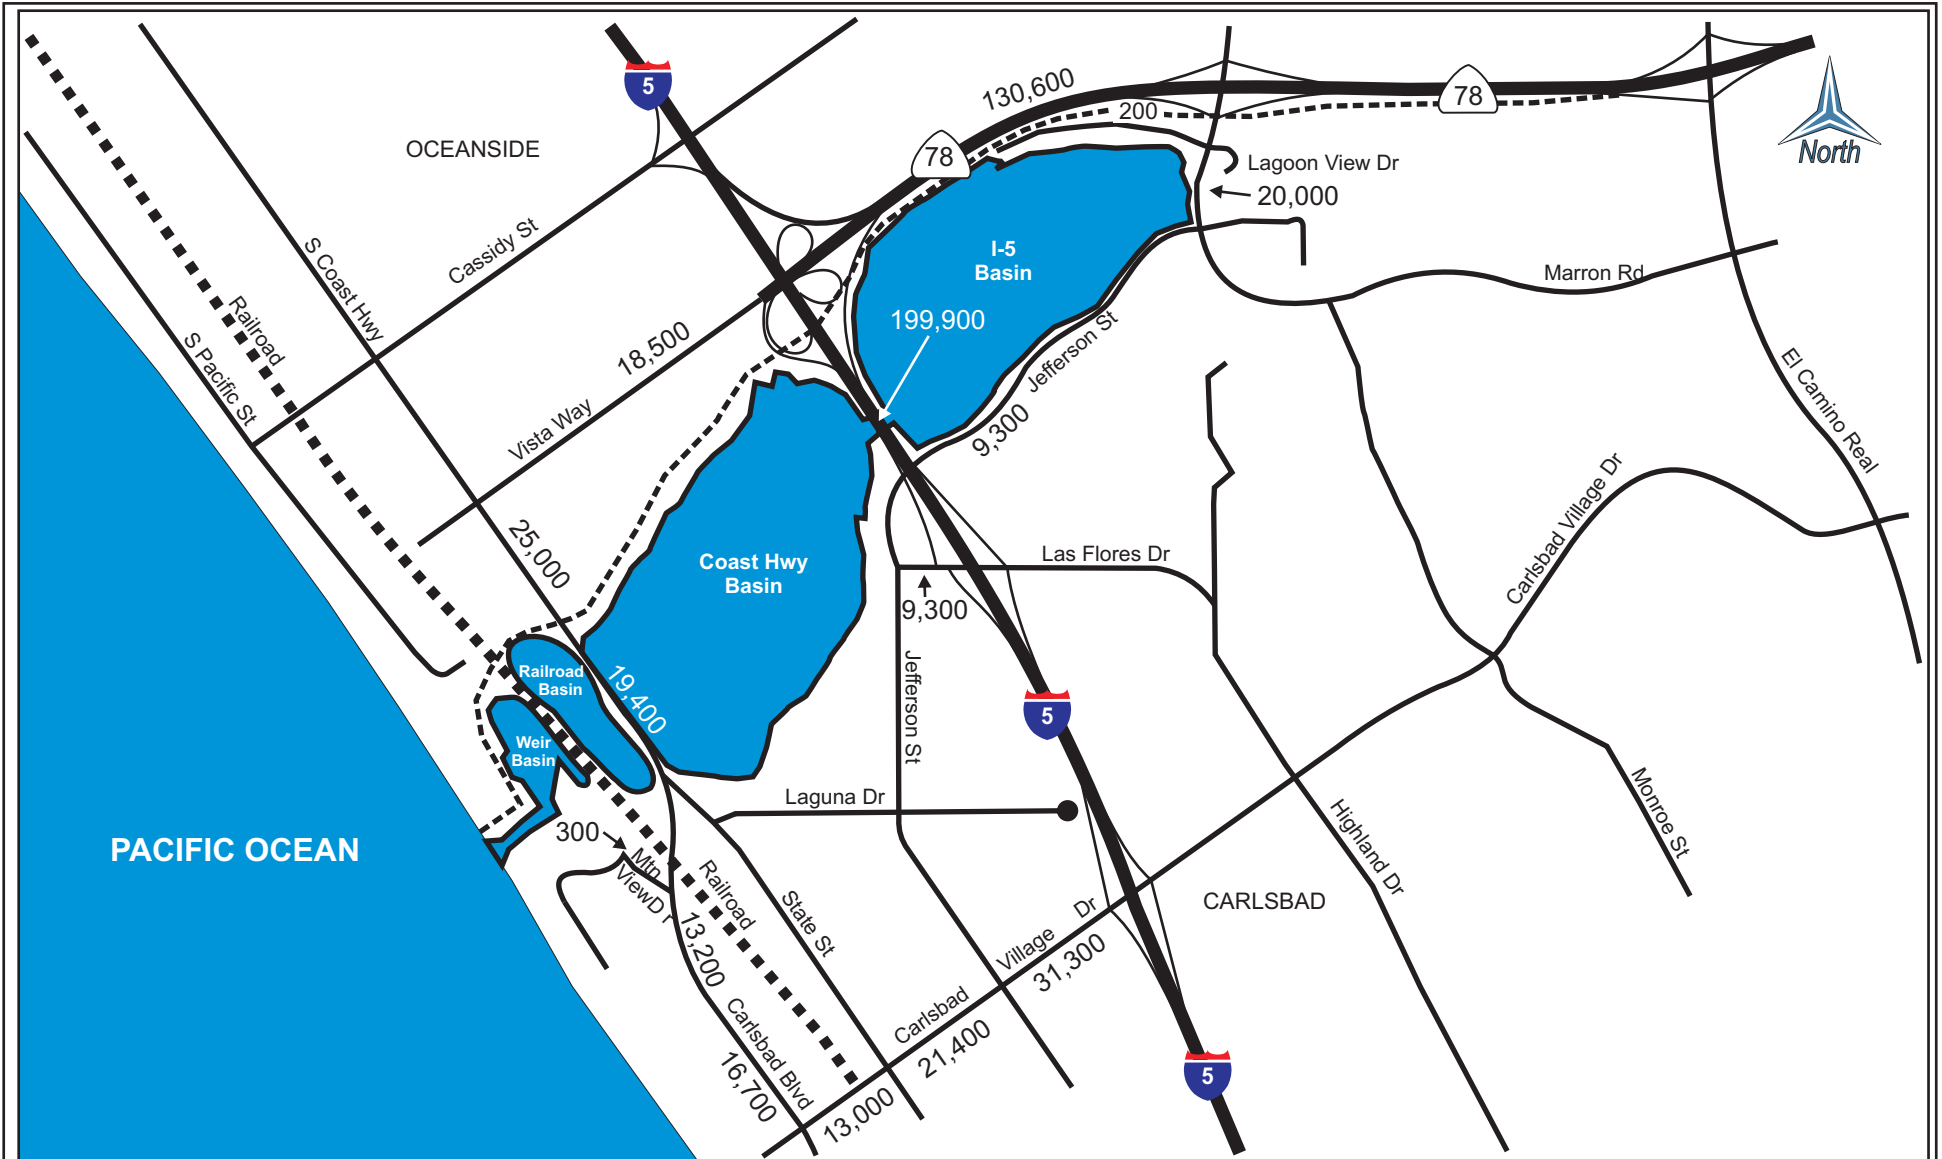 5
130,600
200
78
78
North
OCEANSIDE
Lagoon View Dr
20,000
S Coast Hwy
Cassidy St
I-5
Basin
Marron Rd
Railroad
S Pacific St
18,500
199,900
Jefferson St
9,300
El Camino Real
Vista Way
25,000
Coast Hwy
Basin
Las Flores Dr
9,300
Carlsbad Village Dr
Railroad
Basin
19,400
Jefferson St
5
Weir
Basin
Laguna Dr
Monroe St
Highland Dr
PACIFIC OCEAN
300
Mtn
ViewD r
Railroad
State St
13,200
CARLSBAD
Carlsbad Village Dr
31,300
21,400
Carlsbad Blvd
16,700
13,000
5